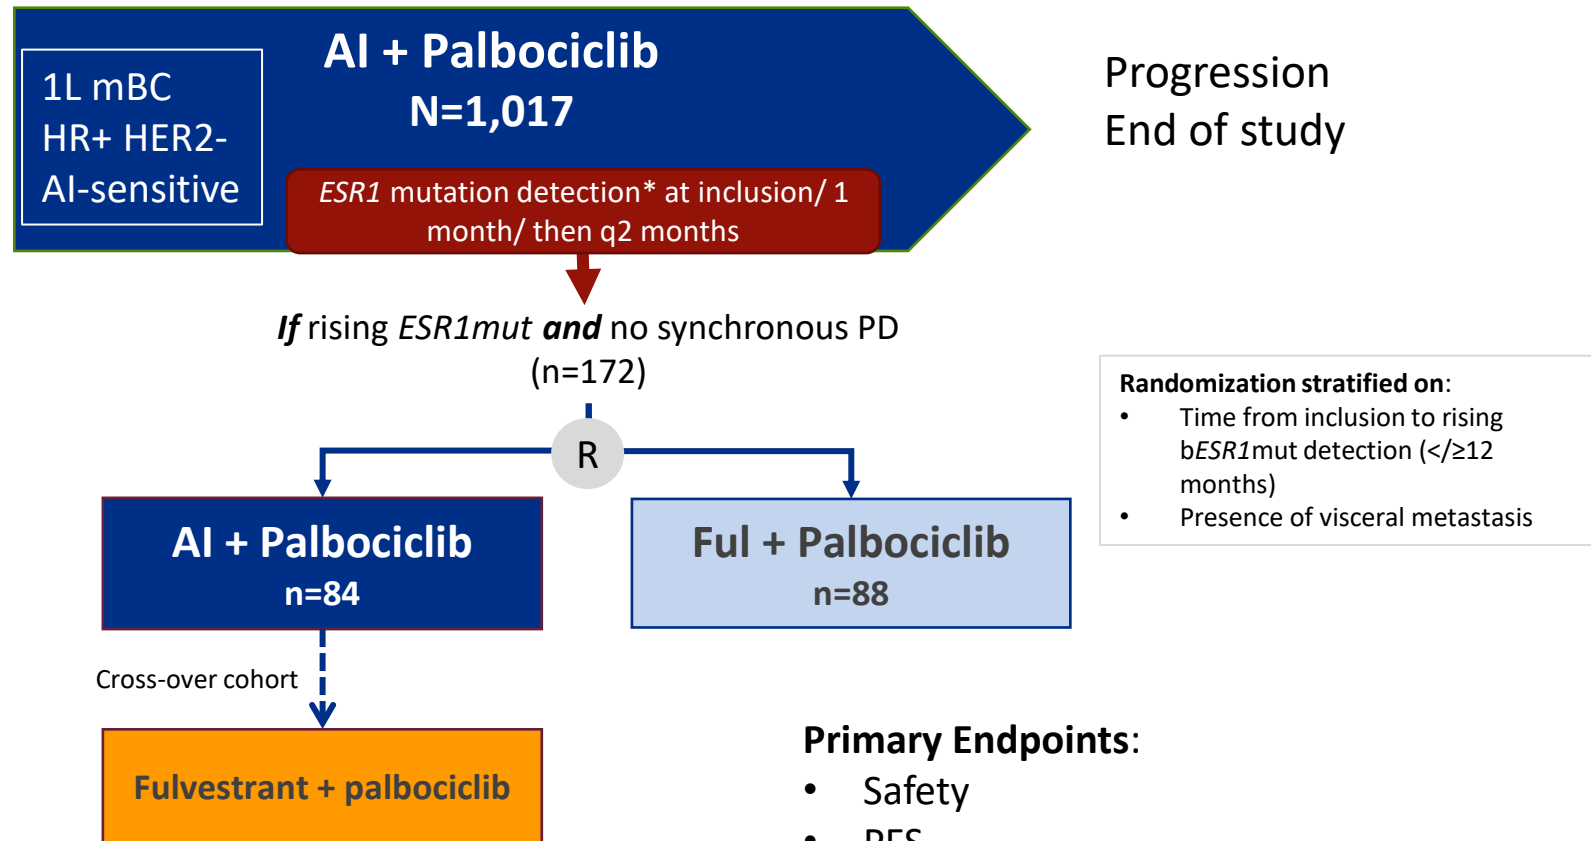 AI + Palbociclib
N=1,017
1L mBC
HR+ HER2-
AI-sensitive
ESR1 mutation detection* at inclusion/ 1
month/ then q2 months
Progression
End of study
If rising ESR1mut and no synchronous PD
(n=172)
R
Randomization stratified on:
• Time from inclusion to rising
bESR1mut detection (</≥12
months)
• Presence of visceral metastasis
AI + Palbociclib
n=84
Ful + Palbociclib
n=88
Cross-over cohort
Fulvestrant + palbociclib
Primary Endpoints:
• Safety
• PFS